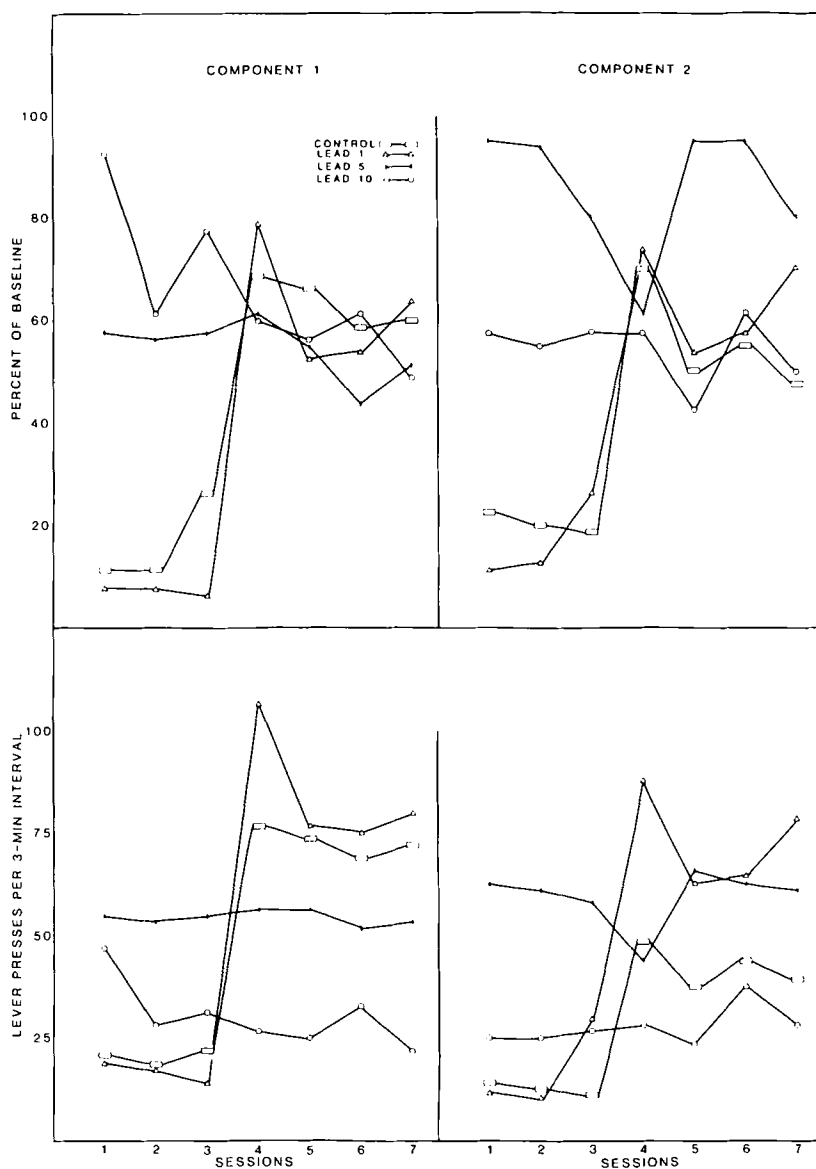 COMPONENT 1
COMPONENT 2
PERCENT OF BASELINE
100
80
60
40
20
CONTROL
LEAD 1
LEAD 5
LEAD 10
LEVER PRESSES PER 3-MIN INTERVAL
100
75
50
25
1 2 3 4 5 6 7
SESSIONS
1 2 3 4 5 6 7
SESSIONS